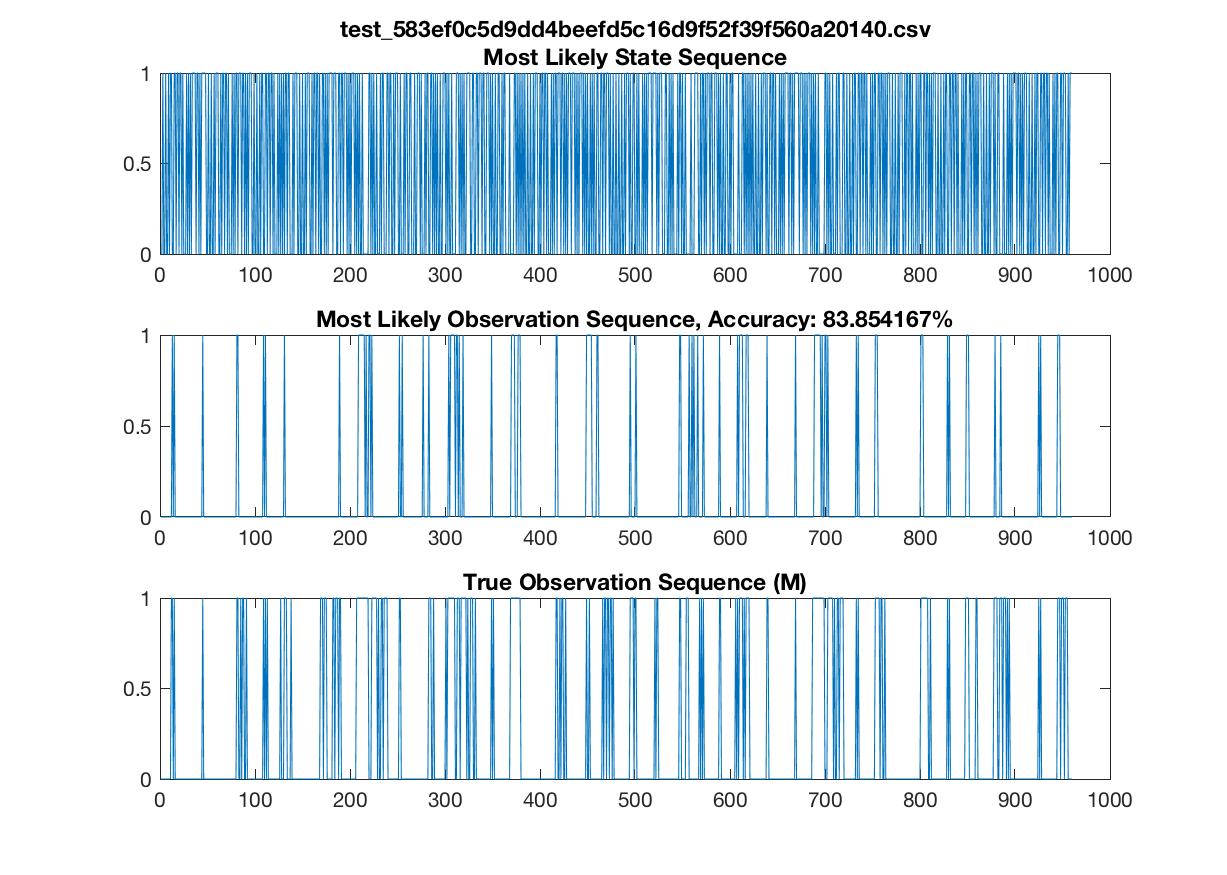 test_583ef0c5d9dd4beefd5c16d9f52f39f560a20140.csv
Most Likely State Sequence
1
0.5
0
0 100 200 300 400 500 600 700 800 900 1000
Most Likely Observation Sequence, Accuracy: 83.854167%
1
0.5
0
0 100 200 300 400 500 600 700 800 900 1000
True Observation Sequence (M)
1
0.5
0
0 100 200 300 400 500 600 700 800 900 1000